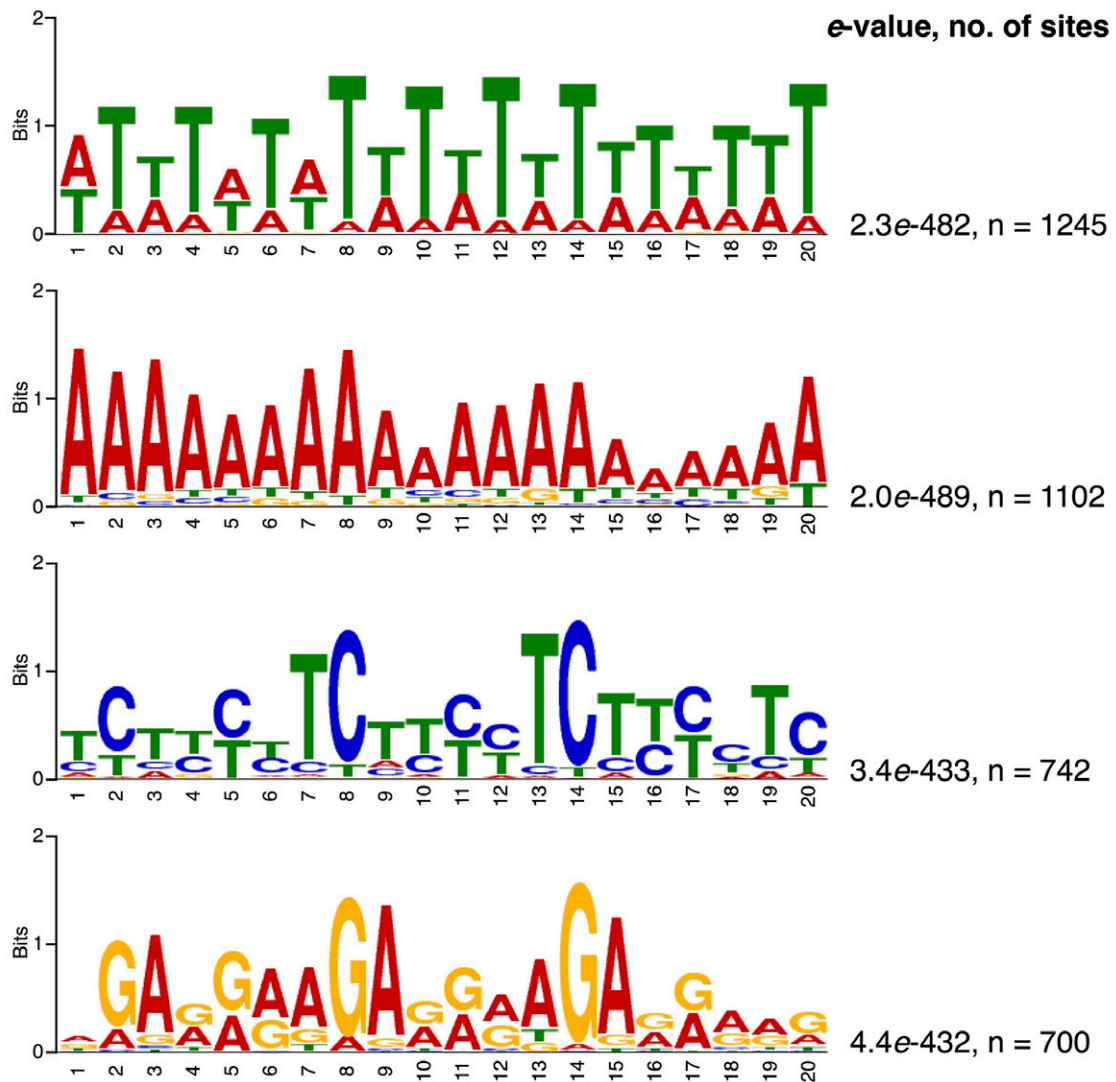 e-value, no. of sites
2
1
0
Bits
A T T T A T A T T T T T T T T T T T T T
1 2 3 4 5 6 7 8 9 10 11 12 13 14 15 16 17 18 19 20
2.3e-482, n = 1245
2
1
0
Bits
A A A A A A A A A A A A A A A A A A A A
1 2 3 4 5 6 7 8 9 10 11 12 13 14 15 16 17 18 19 20
2.0e-489, n = 1102
2
1
0
Bits
T C T T C T T C T T C C T C T T C C T C
1 2 3 4 5 6 7 8 9 10 11 12 13 14 15 16 17 18 19 20
3.4e-433, n = 742
2
1
0
Bits
A G A G G A A G A G G A A G A G G A A G
1 2 3 4 5 6 7 8 9 10 11 12 13 14 15 16 17 18 19 20
4.4e-432, n = 700